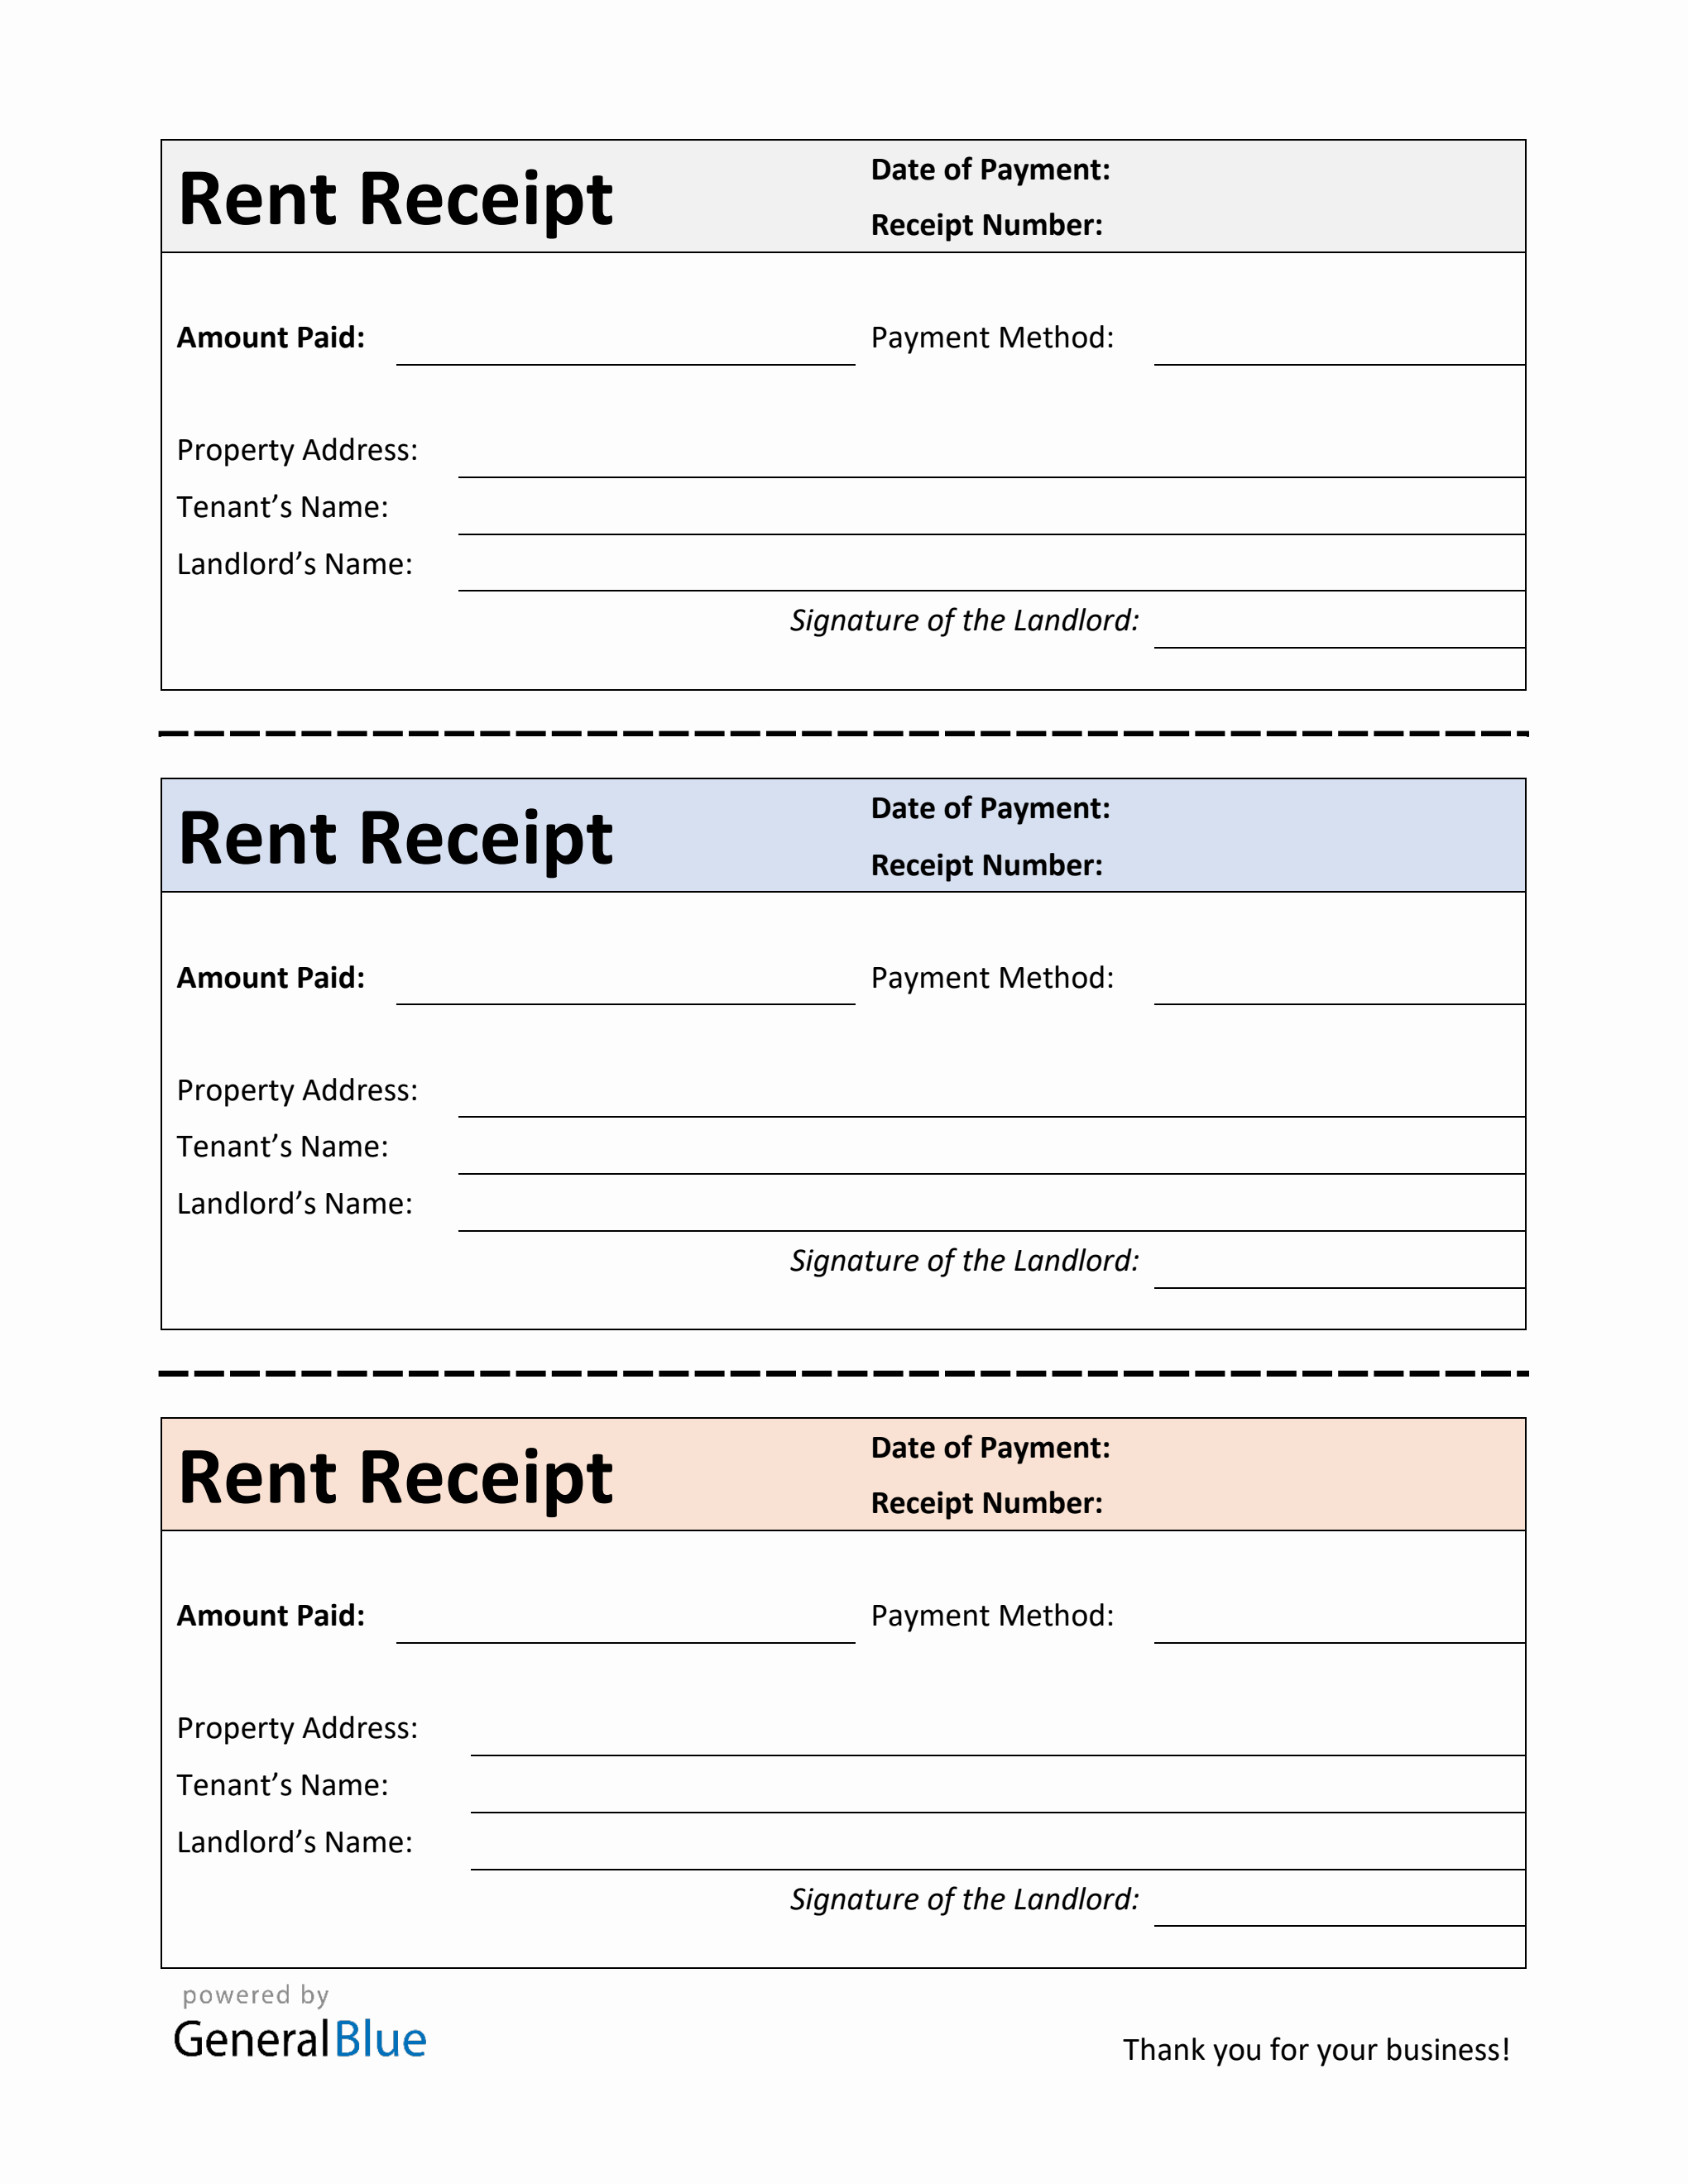 Rent Receipt
Date of Payment:
Receipt Number:
Amount Paid:
Payment Method:
Property Address:
Tenant’s Name:
Landlord’s Name:
Signature of the Landlord:
Rent Receipt
Date of Payment:
Receipt Number:
Amount Paid:
Payment Method:
Property Address:
Tenant’s Name:
Landlord’s Name:
Signature of the Landlord:
Rent Receipt
Date of Payment:
Receipt Number:
Amount Paid:
Payment Method:
Property Address:
Tenant’s Name:
Landlord’s Name:
Signature of the Landlord:
powered by
GeneralBlue
Thank you for your business!